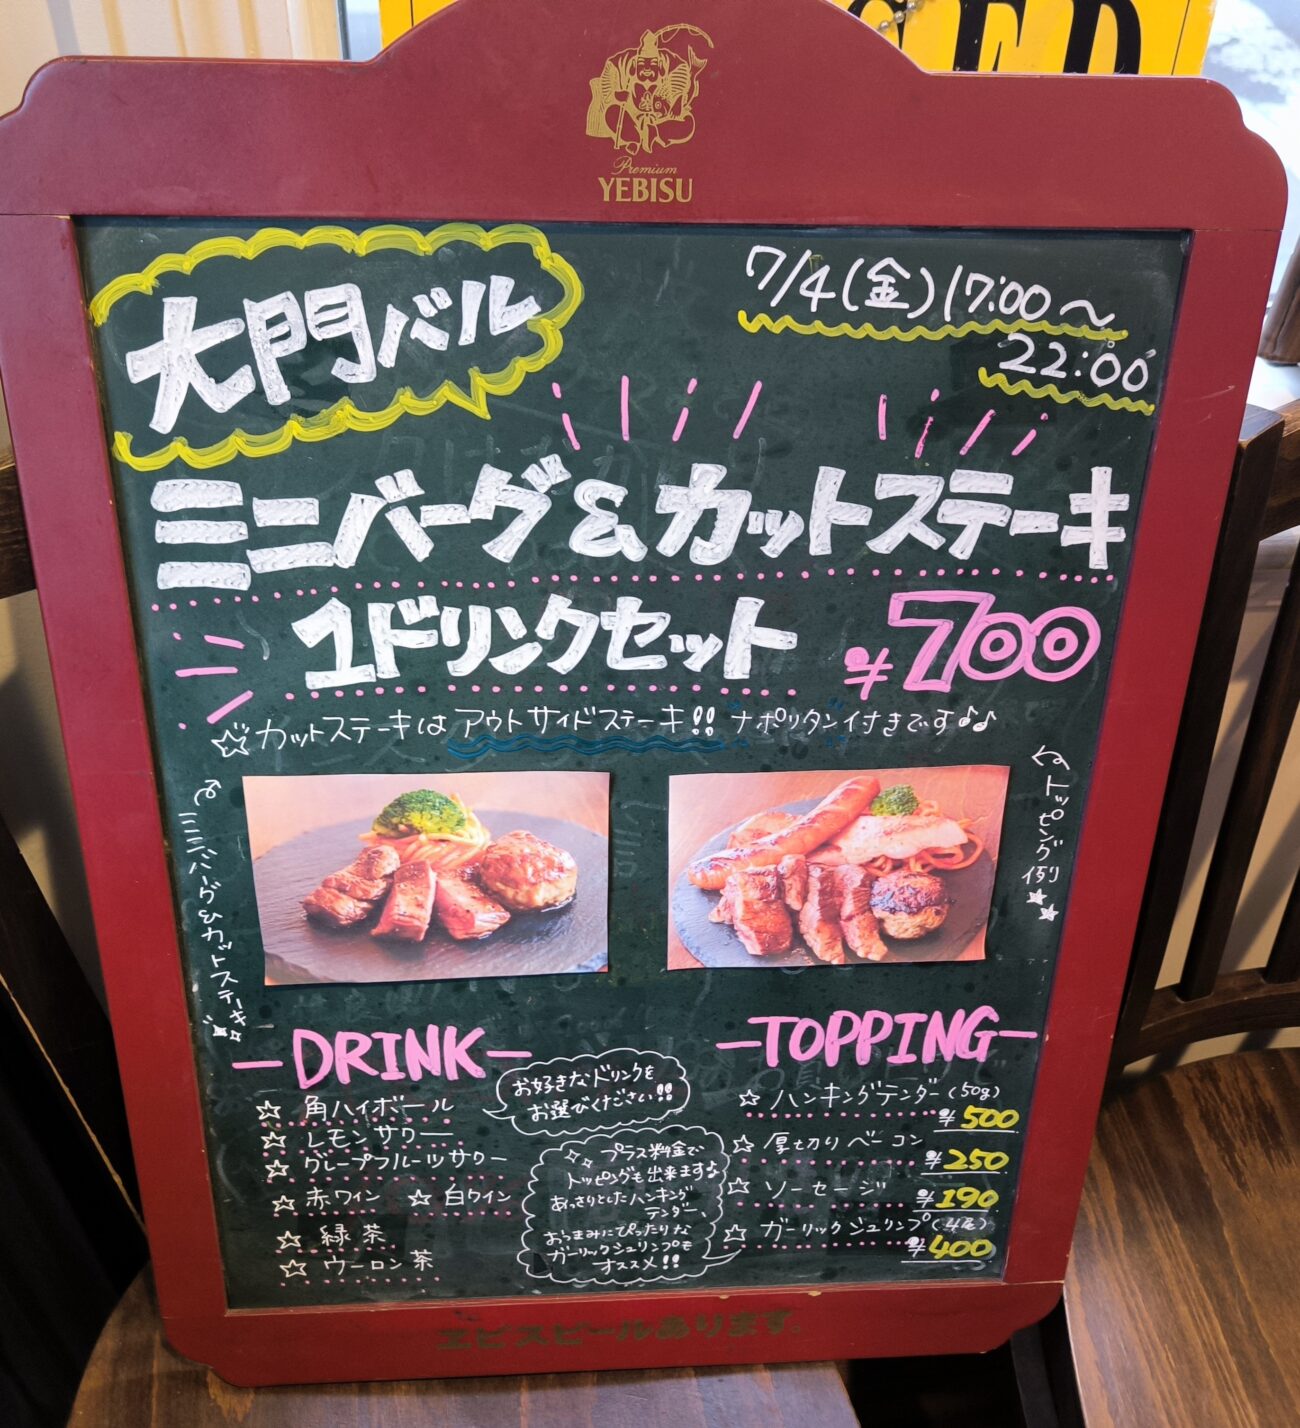 Premium
YEBISU
大門バル
7/4(金)17:00〜
22:00
ミニバーグ&カットステーキ
1ドリンクセット ¥700
☆カットステーキはアウトサイドステーキ!! ナポリタン付きです♪♪
ミニバーグ&カットステーキ
トッピング例り
DRINK
☆角ハイボール
☆レモンサワー
☆グレープフルーツサワー
☆赤ワイン ☆白ワイン
☆緑茶
☆ウーロン茶
お好きなドリンクを
お選びください!!
プラス料金で
トッピングも出来ます♪
あっさりとしたハンキング
テンダー、
おつまみにぴったりな
ガーリックシュリンプも
オススメ!!
TOPPING
☆ハンキングテンダー(50g)
¥500
☆厚切りベーコン
¥250
☆ソーセージ
¥190
☆ガーリックシュリンプ(4尾)
¥400
ヱビスビールあります。